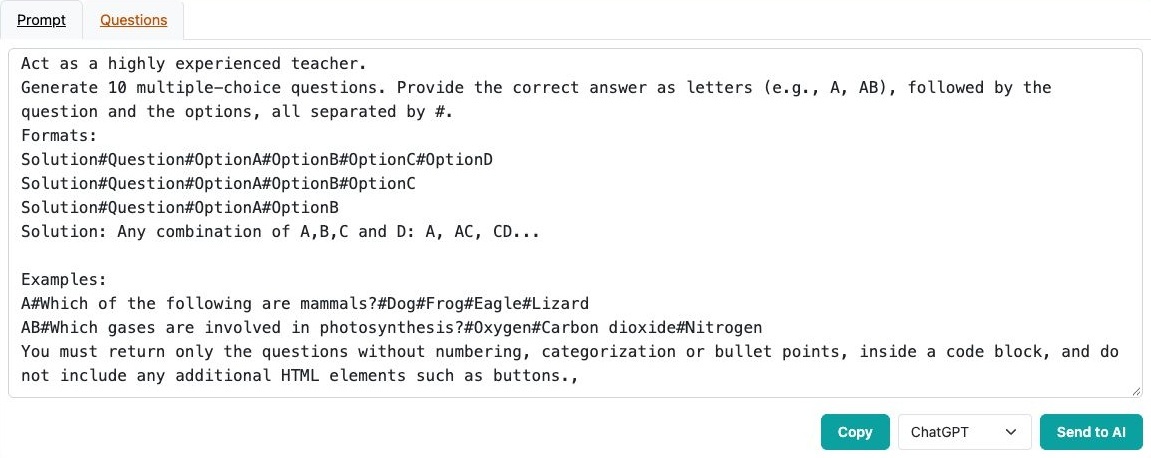 Prompt
Questions
Act as a highly experienced teacher.
Generate 10 multiple-choice questions. Provide the correct answer as letters (e.g., A, AB), followed by the
question and the options, all separated by #.
Formats:
Solution#Question#OptionA#OptionB#OptionC#OptionD
Solution#Question#OptionA#OptionB#OptionC
Solution#Question#OptionA#OptionB
Solution: Any combination of A,B,C and D: A, AC, CD...
Examples:
A#Which of the following are mammals?#Dog#Frog#Eagle#Lizard
AB#Which gases are involved in photosynthesis?#Oxygen#Carbon dioxide#Nitrogen
You must return only the questions without numbering, categorization or bullet points, inside a code block, and do
not include any additional HTML elements such as buttons.,
Copy
ChatGPT
Send to AI